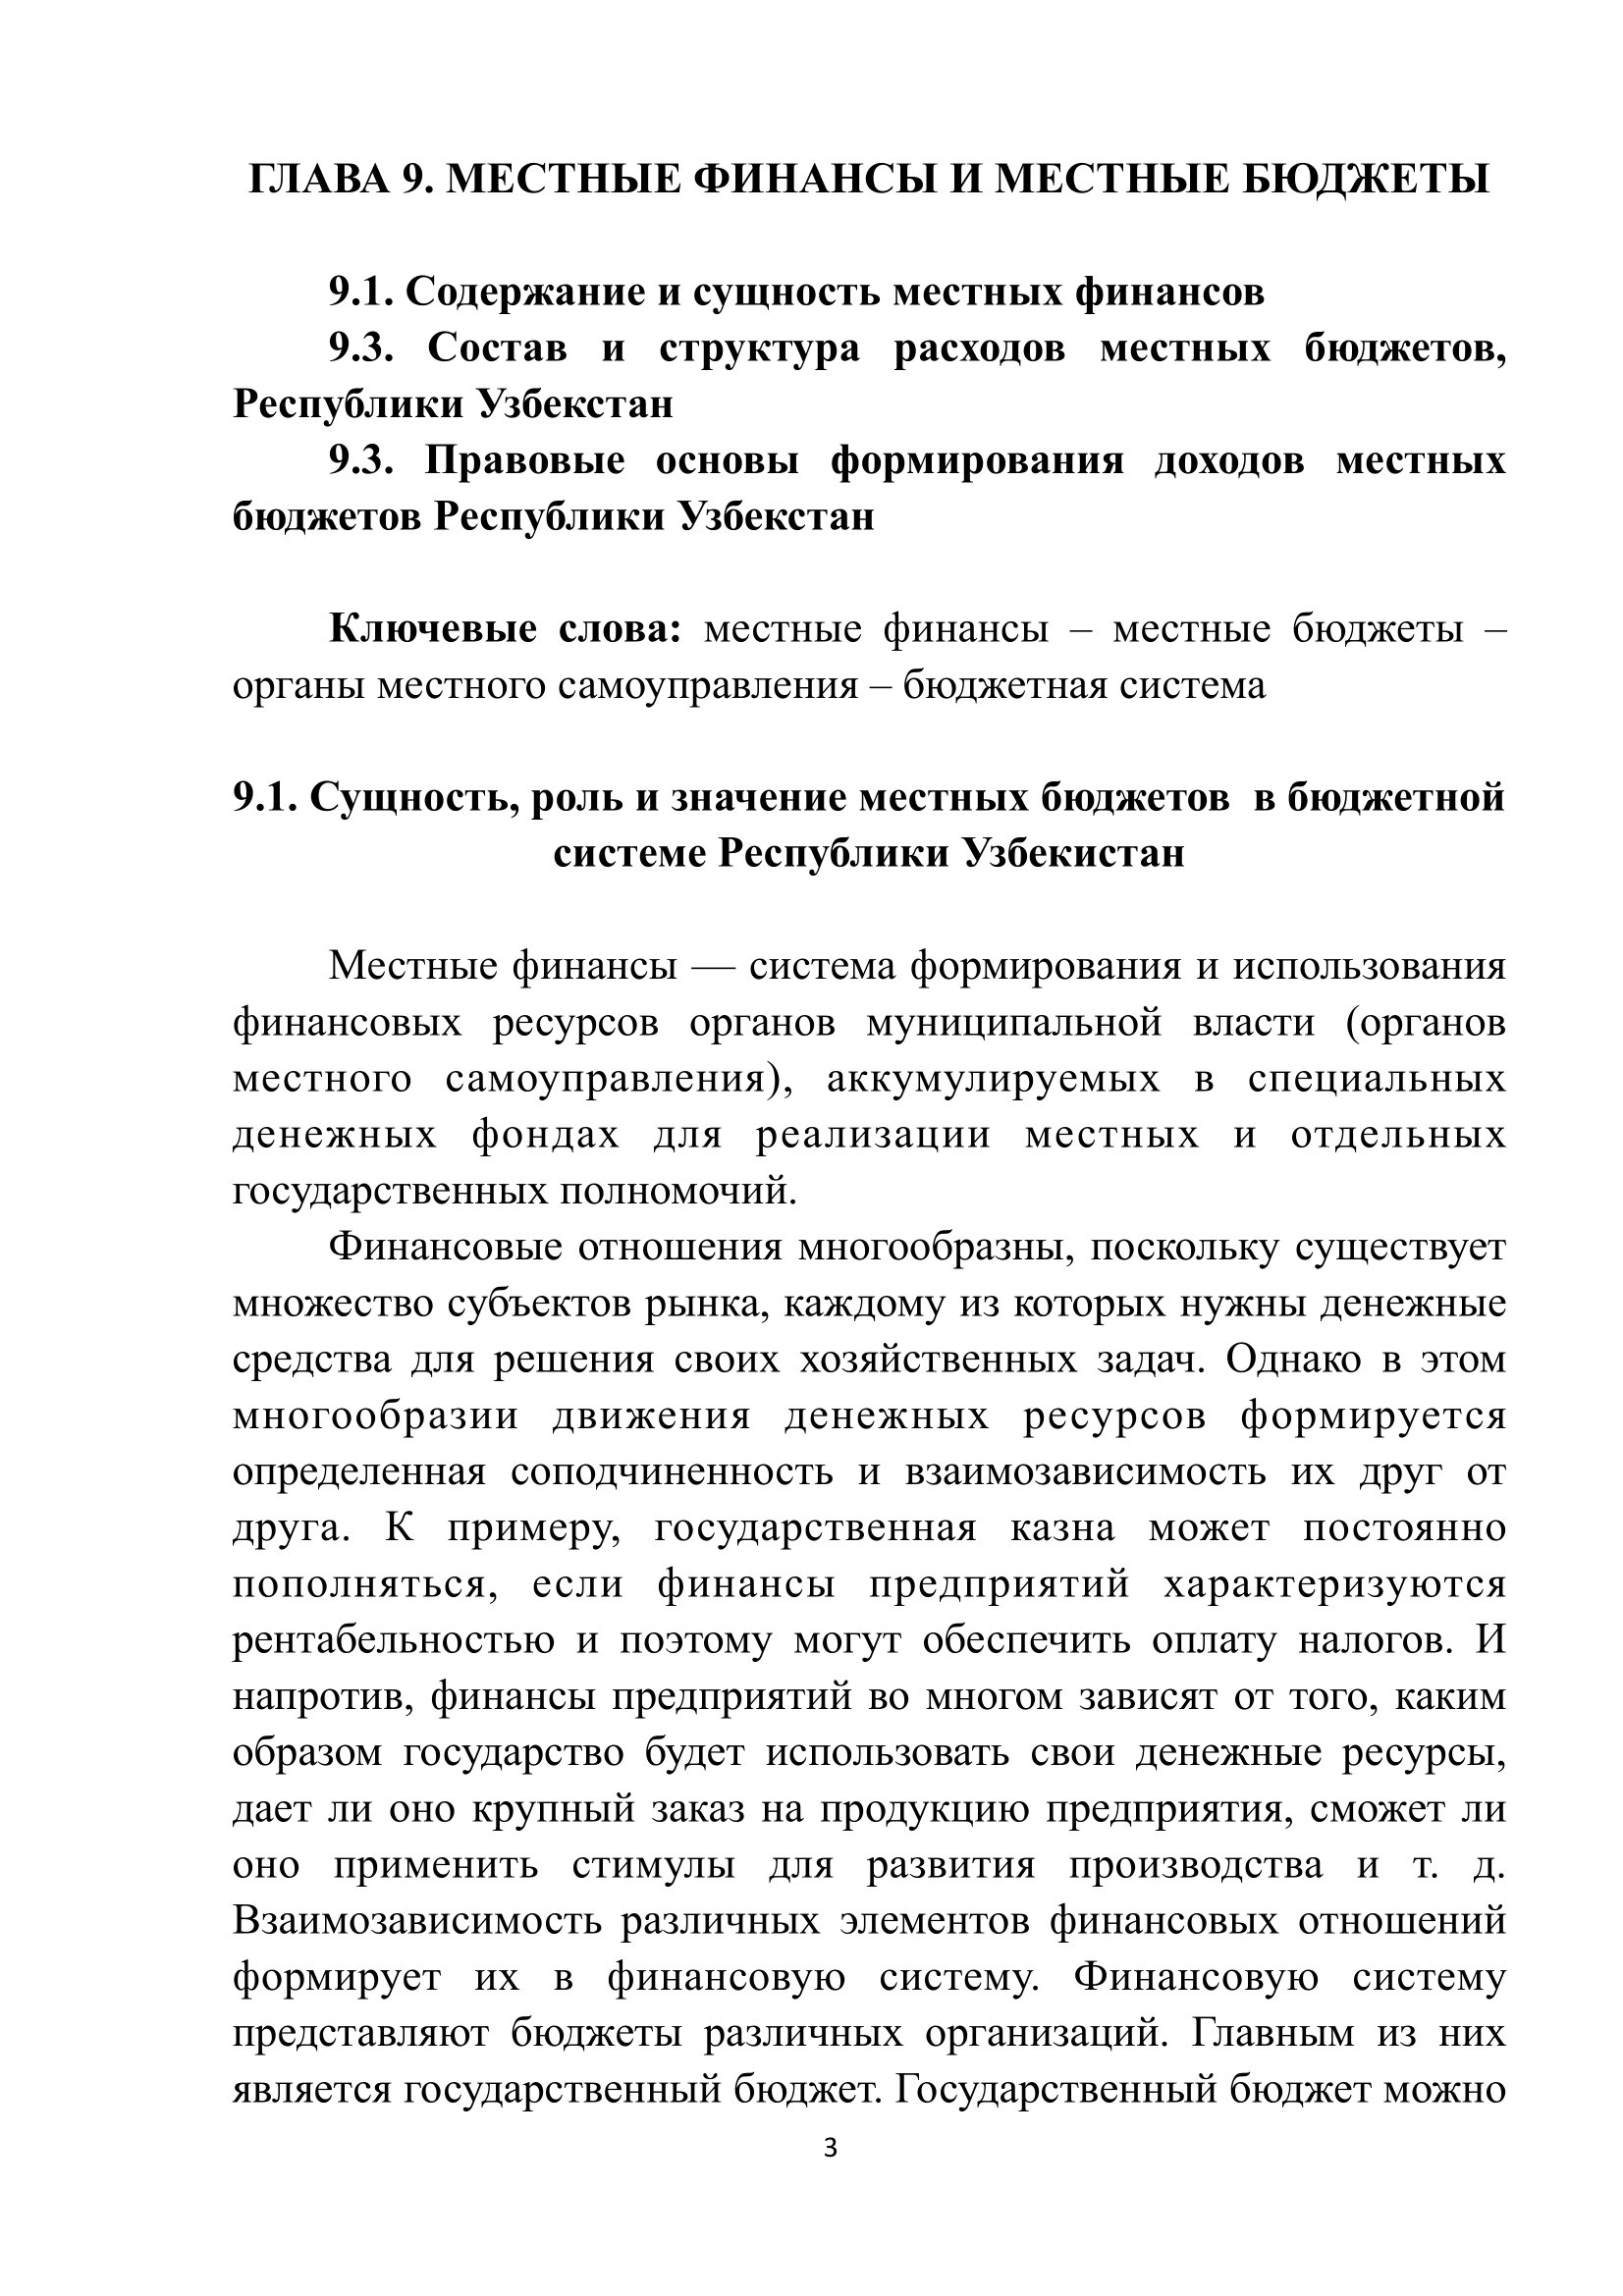 ГЛАВА 9. МЕСТНЫЕ ФИНАНСЫ И МЕСТНЫЕ БЮДЖЕТЫ
9.1. Содержание и сущность местных финансов
9.3. Состав и структура расходов местных бюджетов,
Республики Узбекстан
9.3. Правовые основы формирования доходов местных
бюджетов Республики Узбекстан
Ключевые слова: местные финансы – местные бюджеты –
органы местного самоуправления – бюджетная система
9.1. Сущность, роль и значение местных бюджетов  в бюджетной
системе Республики Узбекистан
Местные финансы — система формирования и использования
финансовых ресурсов органов муниципальной власти (органов
местного самоуправления), аккумулируемых в специальных
денежных фондах для реализации местных и отдельных
государственных полномочий.
Финансовые отношения многообразны, поскольку существует
множество субъектов рынка, каждому из которых нужны денежные
средства для решения своих хозяйственных задач. Однако в этом
многообразии движения денежных ресурсов формируется
определенная соподчиненность и взаимозависимость их друг от
друга. К примеру, государственная казна может постоянно
пополняться, если финансы предприятий характеризуются
рентабельностью и поэтому могут обеспечить оплату налогов. И
напротив, финансы предприятий во многом зависят от того, каким
образом государство будет использовать свои денежные ресурсы,
дает ли оно крупный заказ на продукцию предприятия, сможет ли
оно применить стимулы для развития производства и т. д.
Взаимозависимость различных элементов финансовых отношений
формирует их в финансовую систему. Финансовую систему
представляют бюджеты различных организаций. Главным из них
является государственный бюджет. Государственный бюджет можно
3